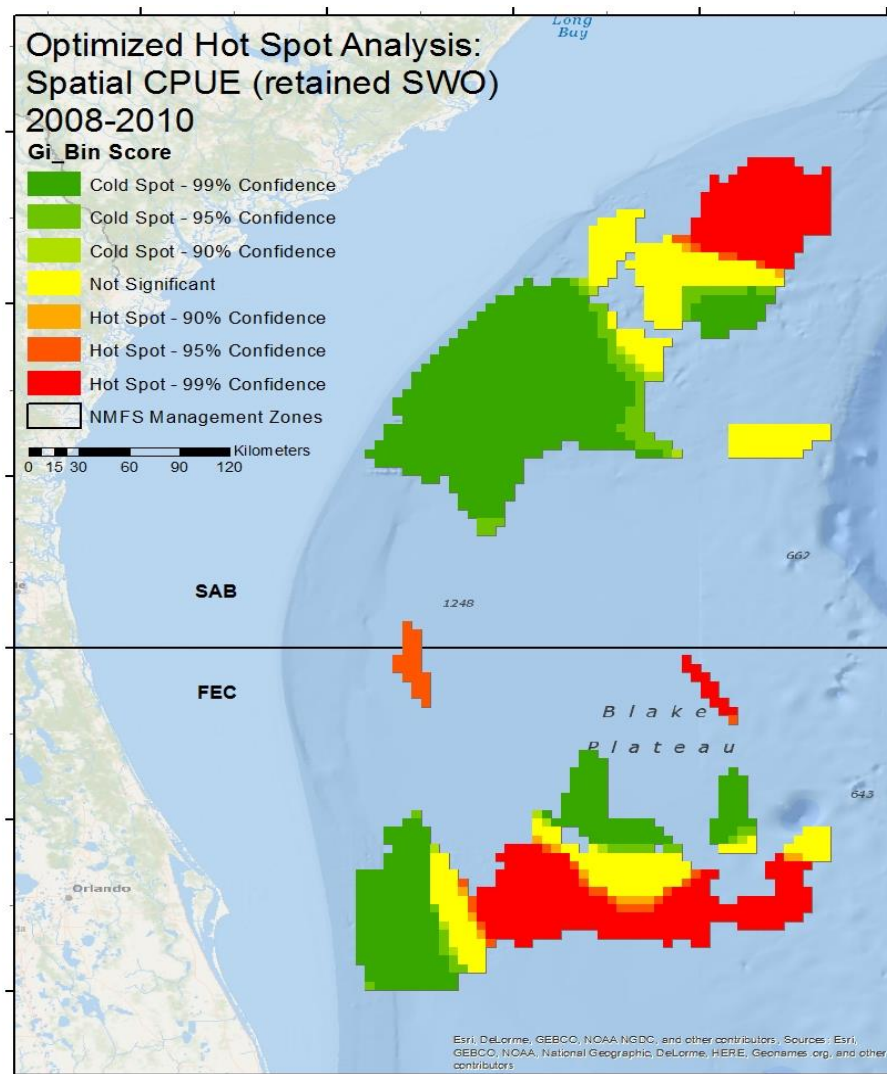 Long
Bay
Optimized Hot Spot Analysis:
Spatial CPUE (retained SWO)
2008-2010
Gi_Bin Score
Cold Spot - 99% Confidence
Cold Spot - 95% Confidence
Cold Spot - 90% Confidence
Not Significant
Hot Spot - 90% Confidence
Hot Spot - 95% Confidence
Hot Spot - 99% Confidence
NMFS Management Zones
Kilometers
0 15 30 60 90 120
662
SAB
1248
FEC
Blake
Plateau
643
Orlando
Esri, DeLorme, GEBCO, NOAA NGDC, and other contributors, Sources: Esri,
GEBCO, NOAA, National Geographic, DeLorme, HERE, Geonames.org, and other
contributors